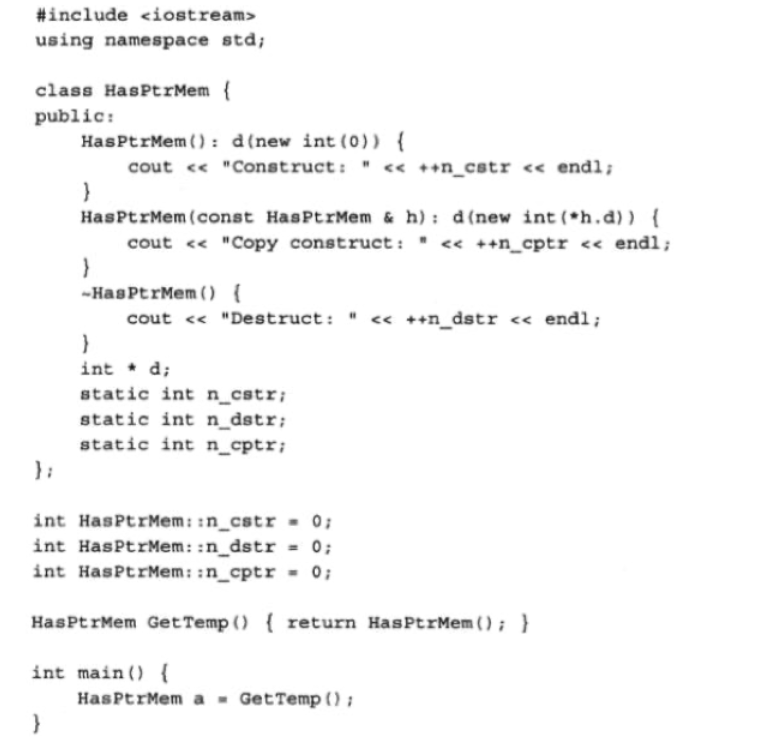 #include <iostream>
using namespace std;
class HasPtrMem {
public:
HasPtrMem(): d(new int(0)) {
cout << "Construct: " << ++n_cstr << endl;
}
HasPtrMem(const HasPtrMem & h): d(new int(*h.d)) {
cout << "Copy construct: " << ++n_cptr << endl;
}
~HasPtrMem() {
cout << "Destruct: " << ++n_dstr << endl;
}
int * d;
static int n_cstr;
static int n_dstr;
static int n_cptr;
};
int HasPtrMem::n_cstr = 0;
int HasPtrMem::n_dstr = 0;
int HasPtrMem::n_cptr = 0;
HasPtrMem GetTemp() { return HasPtrMem(); }
int main() {
HasPtrMem a = GetTemp();
}